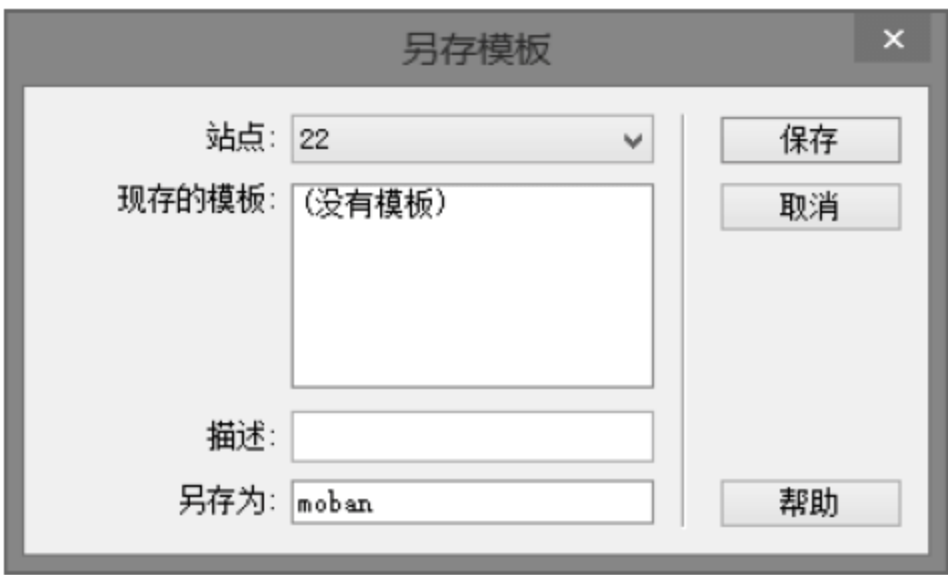 另存模板
站点: 22
保存
现存的模板: (没有模板)
取消
描述:
另存为: moban
帮助